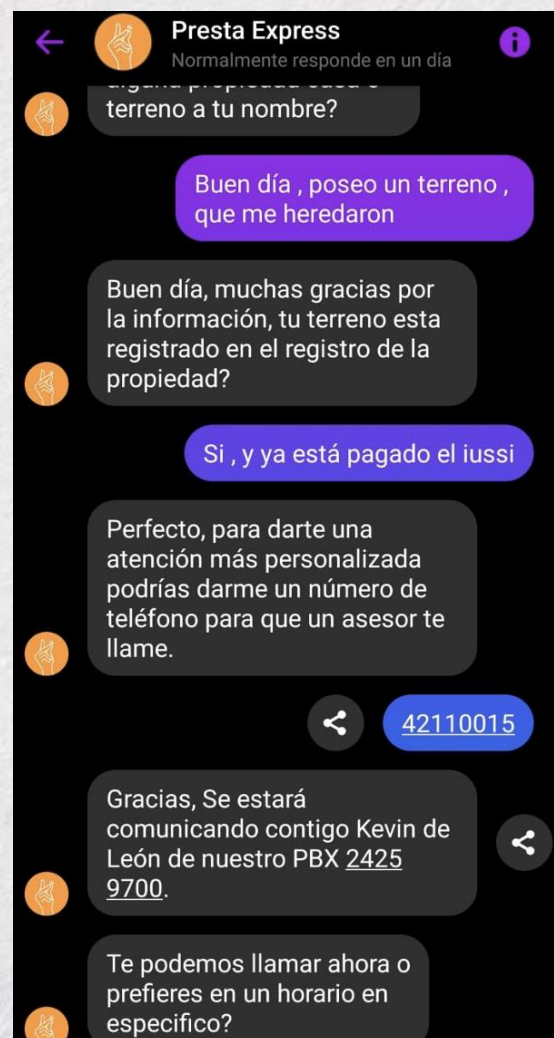 Presta Express
Normalmente responde en un día
alguna propiedad casa o
terreno a tu nombre?
Buen día , poseo un terreno ,
que me heredaron
Buen día, muchas gracias por
la información, tu terreno esta
registrado en el registro de la
propiedad?
Si , y ya está pagado el iussi
Perfecto, para darte una
atención más personalizada
podrías darme un número de
teléfono para que un asesor te
llame.
42110015
Gracias, Se estará
comunicando contigo Kevin de
León de nuestro PBX 2425
9700.
Te podemos llamar ahora o
prefieres en un horario en
especifico?